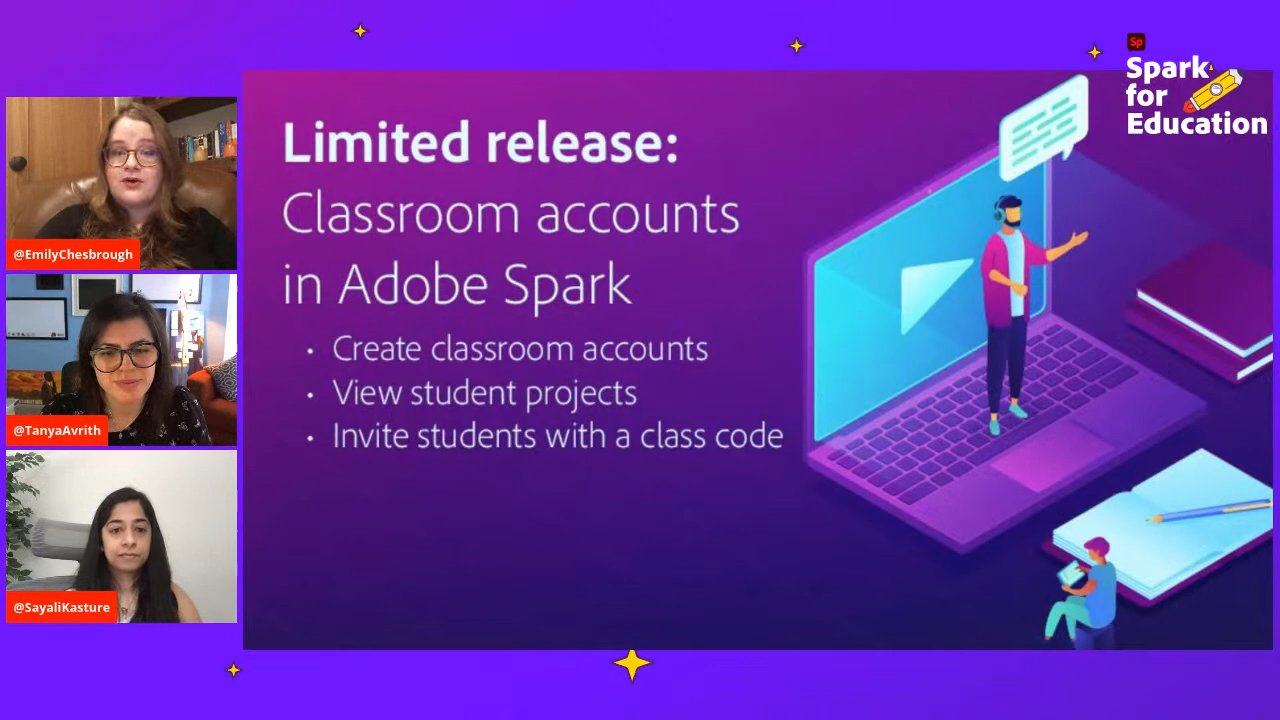 Sp
Spark
for
Education
Limited release:
Classroom accounts
in Adobe Spark
• Create classroom accounts
• View student projects
• Invite students with a class code
@EmilyChesbrough
@TanyaAvrith
@SayaliKasture